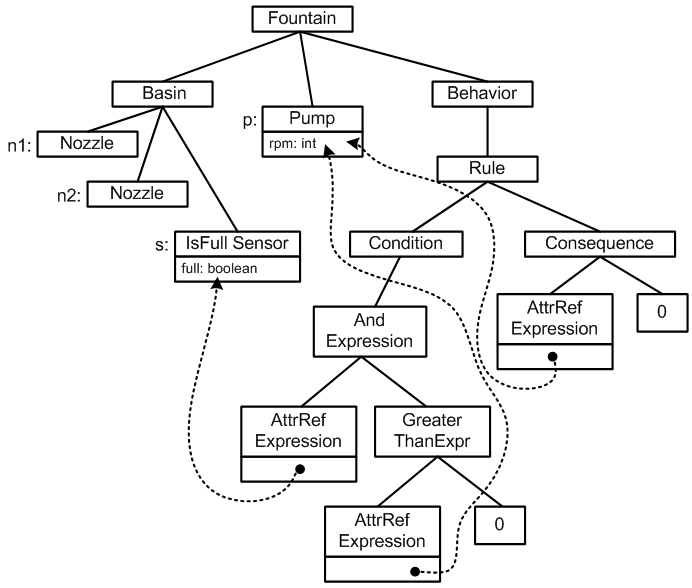 Fountain
Basin
Behavior
p:
Pump
rpm: int
n1:
Nozzle
Rule
n2:
Nozzle
s:
IsFull Sensor
full: boolean
Condition
Consequence
AttrRef
Expression
0
And
Expression
AttrRef
Expression
Greater
ThanExpr
AttrRef
Expression
0